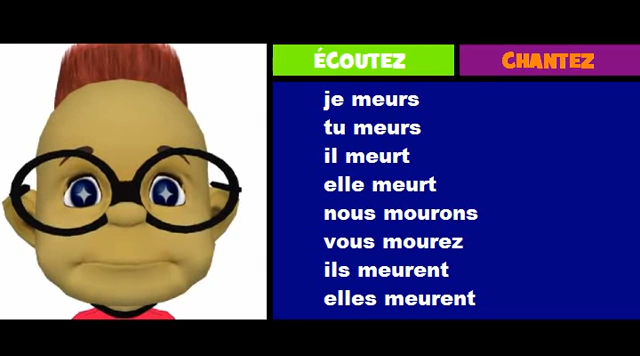 ÉCOUTEZ CHANTEZ
je meurs
tu meurs
il meurt
elle meurt
nous mourons
vous mourez
ils meurent
elles meurent